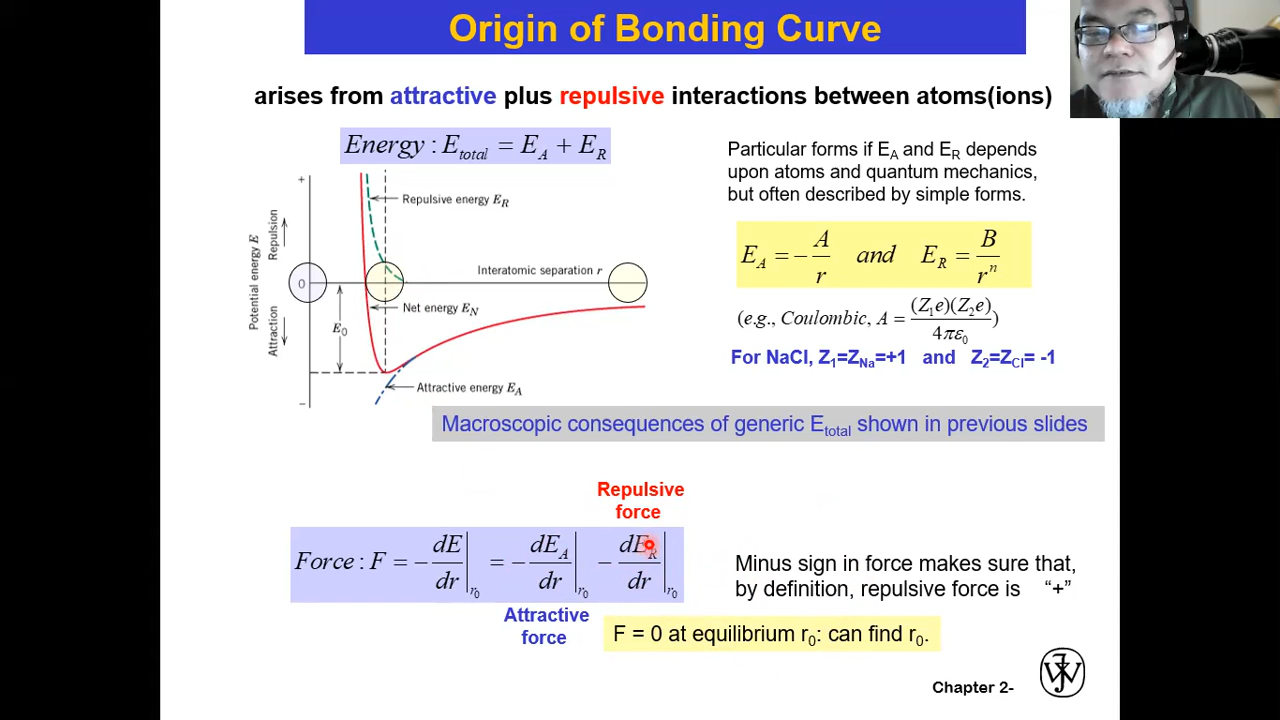 Origin of Bonding Curve
arises from attractive plus repulsive interactions between atoms(ions)
Energy : E_total = E_A + E_R
+
Repulsive energy E_R
Potential energy E
Repulsion
Attraction
0
Interatomic separation r
Net energy E_N
E_0
Attractive energy E_A
−
Particular forms if E_A and E_R depends
upon atoms and quantum mechanics,
but often described by simple forms.
E_A = − A/r and E_R = B/r^n
(e.g., Coulombic, A = (Z_1e)(Z_2e)/4πε_0)
For NaCl, Z_1=Z_Na=+1 and Z_2=Z_Cl= -1
Macroscopic consequences of generic E_total shown in previous slides
Repulsive
force
Force : F = − dE/dr |_r_0 = − dE_A/dr |_r_0 − dE_R/dr |_r_0
Attractive
force
Minus sign in force makes sure that,
by definition, repulsive force is “+”
F = 0 at equilibrium r_0: can find r_0.
Chapter 2-